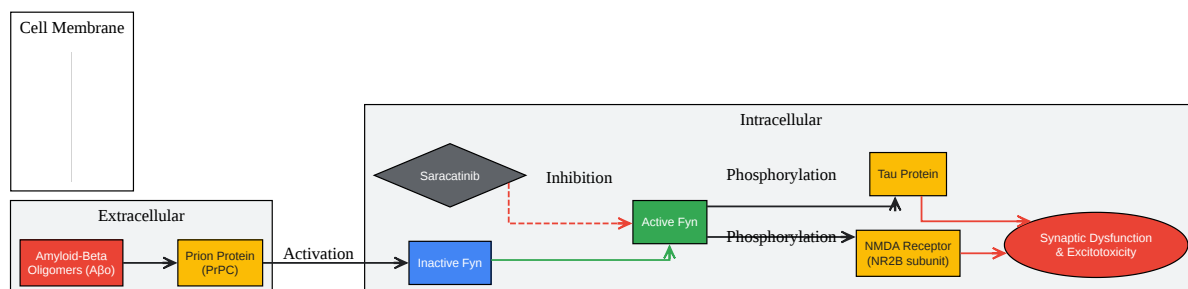 Cell Membrane
Extracellular
Amyloid-Beta
Oligomers (Aβo)
Prion Protein
(PrPC)
Activation
Intracellular
Saracatinib
Inhibition
Inactive Fyn
Active Fyn
Phosphorylation
Phosphorylation
Tau Protein
NMDA Receptor
(NR2B subunit)
Synaptic Dysfunction
& Excitotoxicity